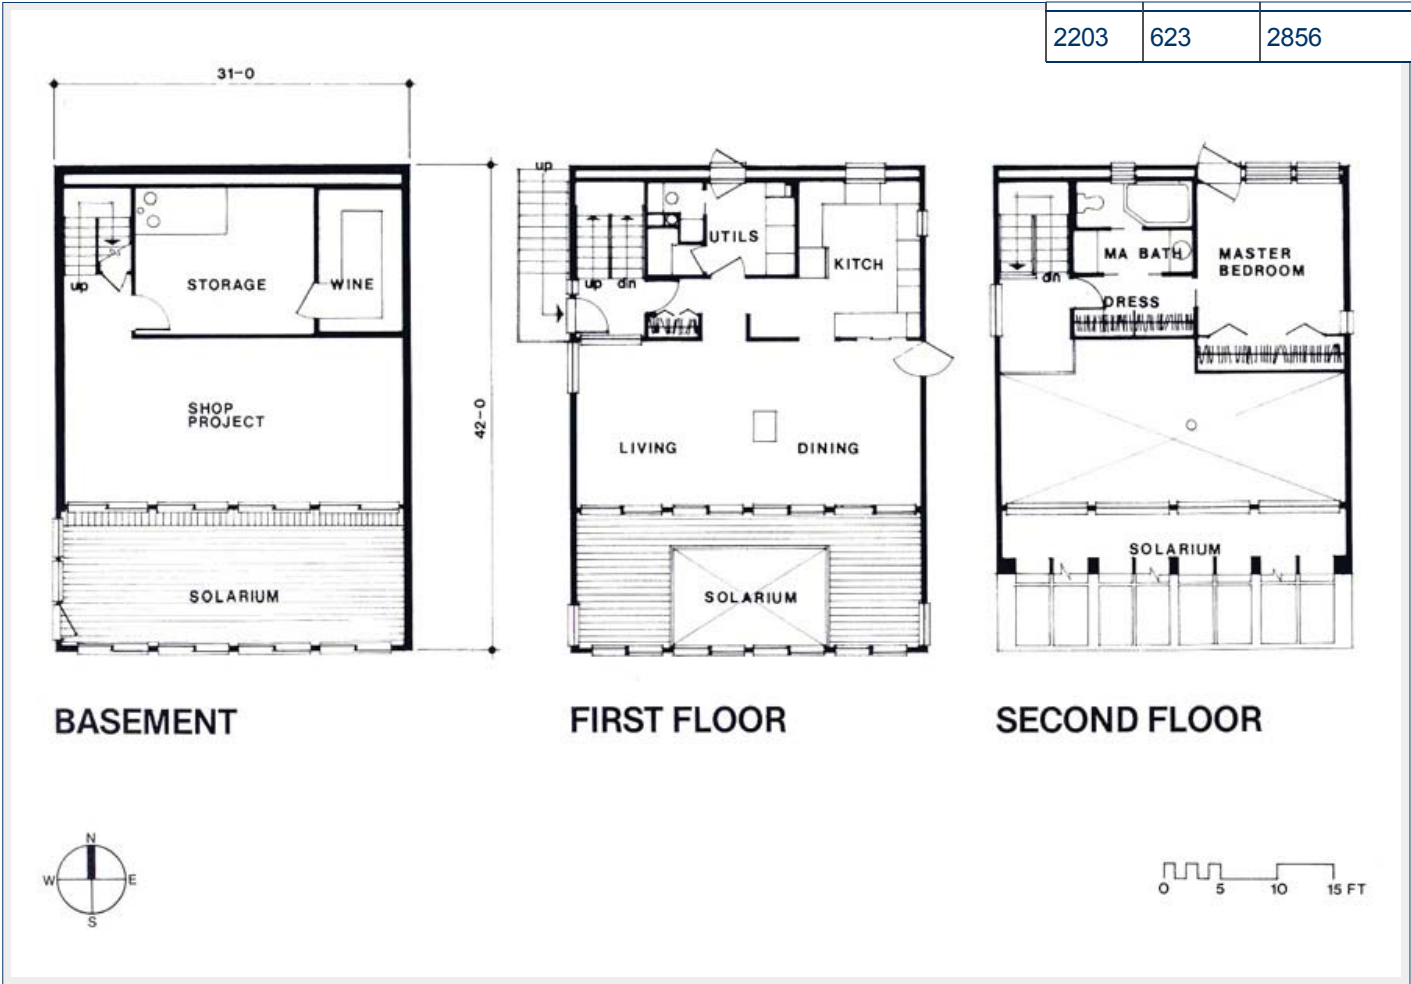 2203 623 2856
31-0
42-0
up
STORAGE
WINE
up
SHOP
PROJECT
SOLARIUM
BASEMENT
up
UTILS
KITCH
up dn
LIVING
DINING
SOLARIUM
FIRST FLOOR
MA BATH
MASTER
BEDROOM
dn
DRESS
SOLARIUM
SECOND FLOOR
N
W E
S
0 5 10 15 FT